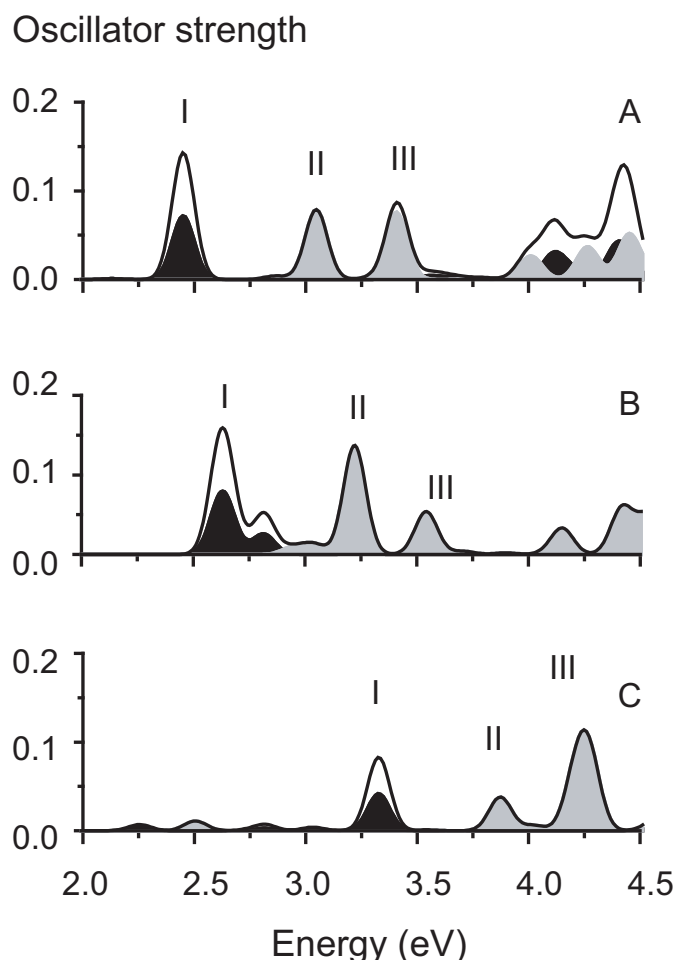 Oscillator strength
0.2
I
A
II
III
0.1
0.0
0.2
I
II
B
III
0.1
0.0
0.2
III
I
C
II
0.1
0.0
2.0 2.5 3.0 3.5 4.0 4.5
Energy (eV)